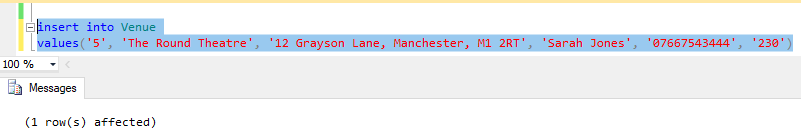 insert into Venue
values('5', 'The Round Theatre', '12 Grayson Lane, Manchester, M1 2RT', 'Sarah Jones', '07667543444', '230')
100 %
Messages
(1 row(s) affected)